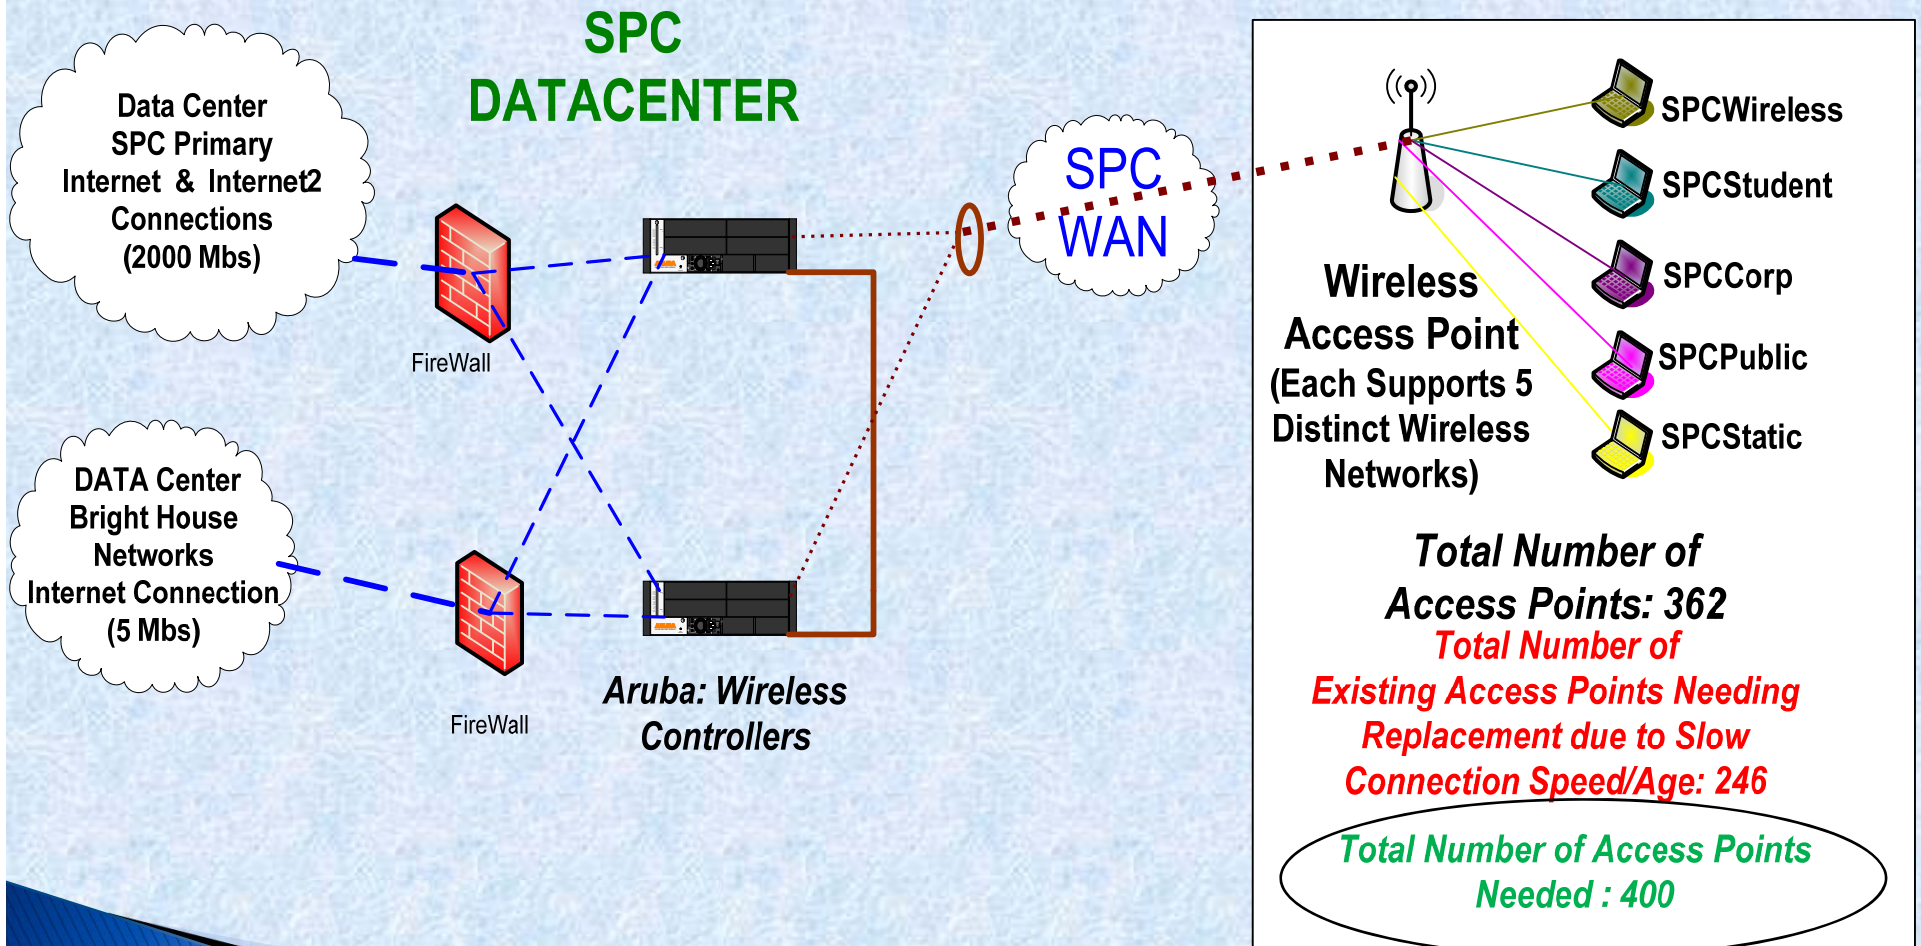 SPC
DATACENTER
Data Center
SPC Primary
Internet & Internet2
Connections
(2000 Mbs)
FireWall
DATA Center
Bright House
Networks
Internet Connection
(5 Mbs)
FireWall
Aruba: Wireless
Controllers
SPC
WAN
SPCWireless
SPCStudent
SPCCorp
SPCPublic
SPCStatic
Wireless
Access Point
(Each Supports 5
Distinct Wireless
Networks)
Total Number of
Access Points: 362
Total Number of
Existing Access Points Needing
Replacement due to Slow
Connection Speed/Age: 246
Total Number of Access Points
Needed : 400